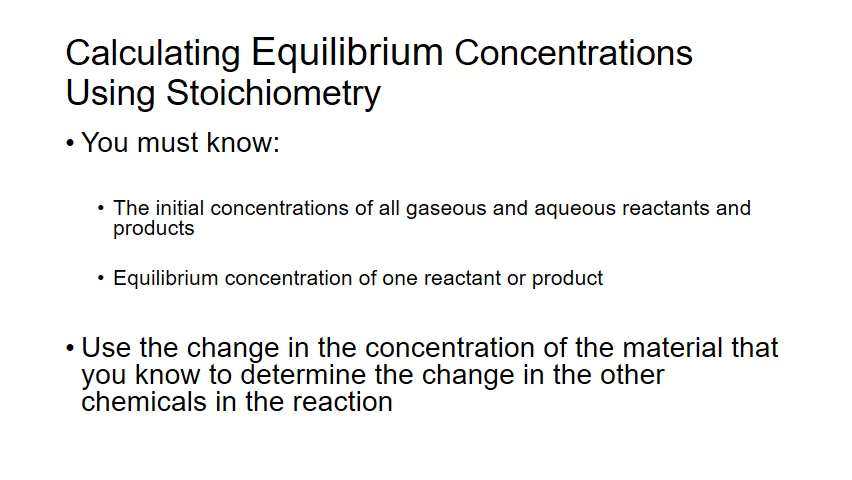 Calculating Equilibrium Concentrations
Using Stoichiometry
• You must know:
• The initial concentrations of all gaseous and aqueous reactants and
products
• Equilibrium concentration of one reactant or product
• Use the change in the concentration of the material that
you know to determine the change in the other
chemicals in the reaction